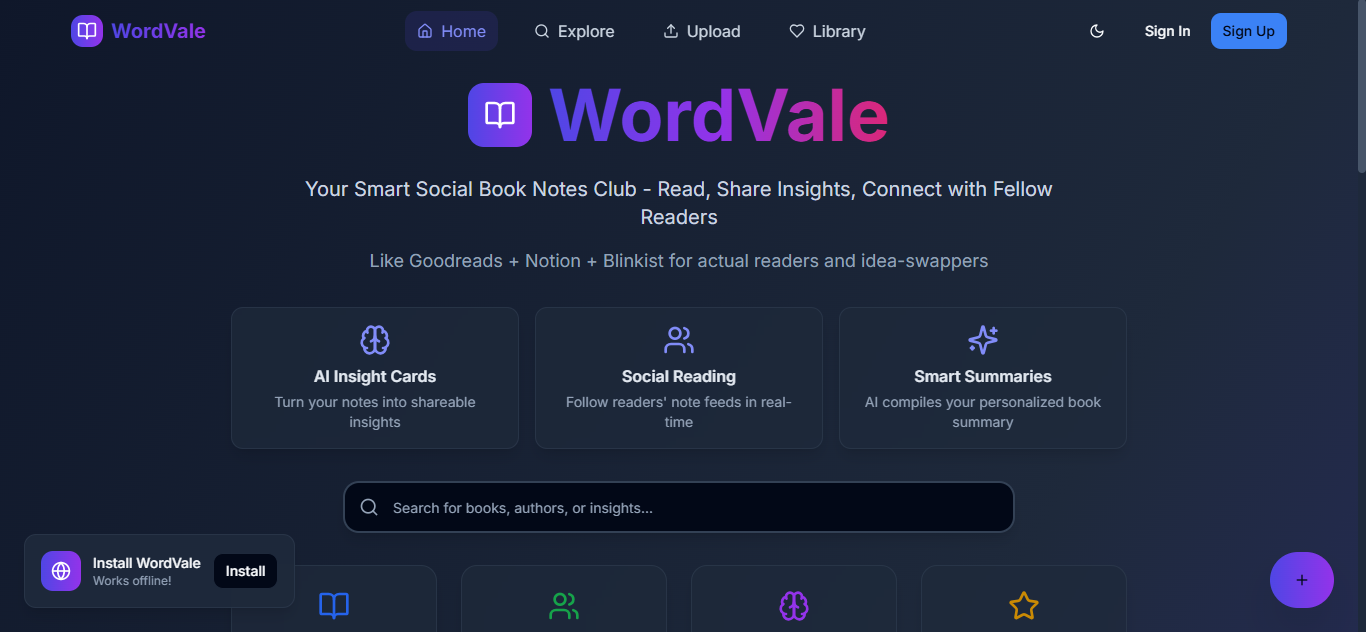 WordVale
Home
Explore
Upload
Library
Sign In
Sign Up
WordVale
Your Smart Social Book Notes Club - Read, Share Insights, Connect with Fellow
Readers
Like Goodreads + Notion + Blinkist for actual readers and idea-swappers
AI Insight Cards
Turn your notes into shareable
insights
Social Reading
Follow readers' note feeds in real-
time
Smart Summaries
AI compiles your personalized book
summary
Search for books, authors, or insights...
Install WordVale
Works offline!
Install
+